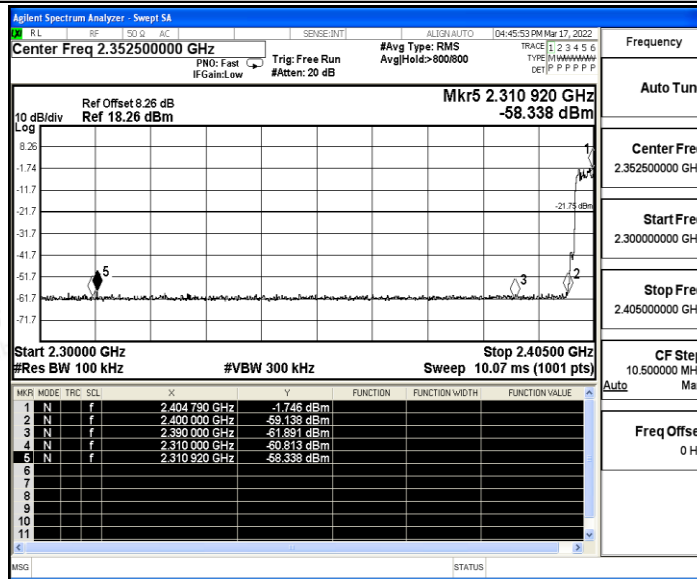 Agilent Spectrum Analyzer - Swept SA
RL RF 50 Ω AC SENSE:INT ALIGN AUTO 04:45:53 PM Mar 17, 2022
Center Freq 2.352500000 GHz
PNO: Fast
IFGain:Low
Trig: Free Run
#Atten: 20 dB
#Avg Type: RMS
Avg|Hold:>800/800
TRACE 1 2 3 4 5 6
TYPE MWWWWW
DET P P P P P P
Ref Offset 8.26 dB
10 dB/div Ref 18.26 dBm
Log
Mkr5 2.310 920 GHz
-58.338 dBm
8.26
-1.74
-11.7
-21.7
-31.7
-41.7
-51.7
-61.7
-71.7
1
-21.75 dBm
5
3
2
Start 2.30000 GHz Stop 2.40500 GHz
#Res BW 100 kHz #VBW 300 kHz Sweep 10.07 ms (1001 pts)
MKR MODE TRC SCL X Y FUNCTION FUNCTION WIDTH FUNCTION VALUE
1 N f 2.404 790 GHz -1.746 dBm
2 N f 2.400 000 GHz -59.138 dBm
3 N f 2.390 000 GHz -61.891 dBm
4 N f 2.310 000 GHz -60.813 dBm
5 N f 2.310 920 GHz -58.338 dBm
6
7
8
9
10
11
MSG STATUS
Frequency
Auto Tun
Center Fre
2.352500000 GH
Start Fre
2.300000000 GH
Stop Fre
2.405000000 GH
CF Step
10.500000 MH
Auto Ma
Freq Offse
0 H